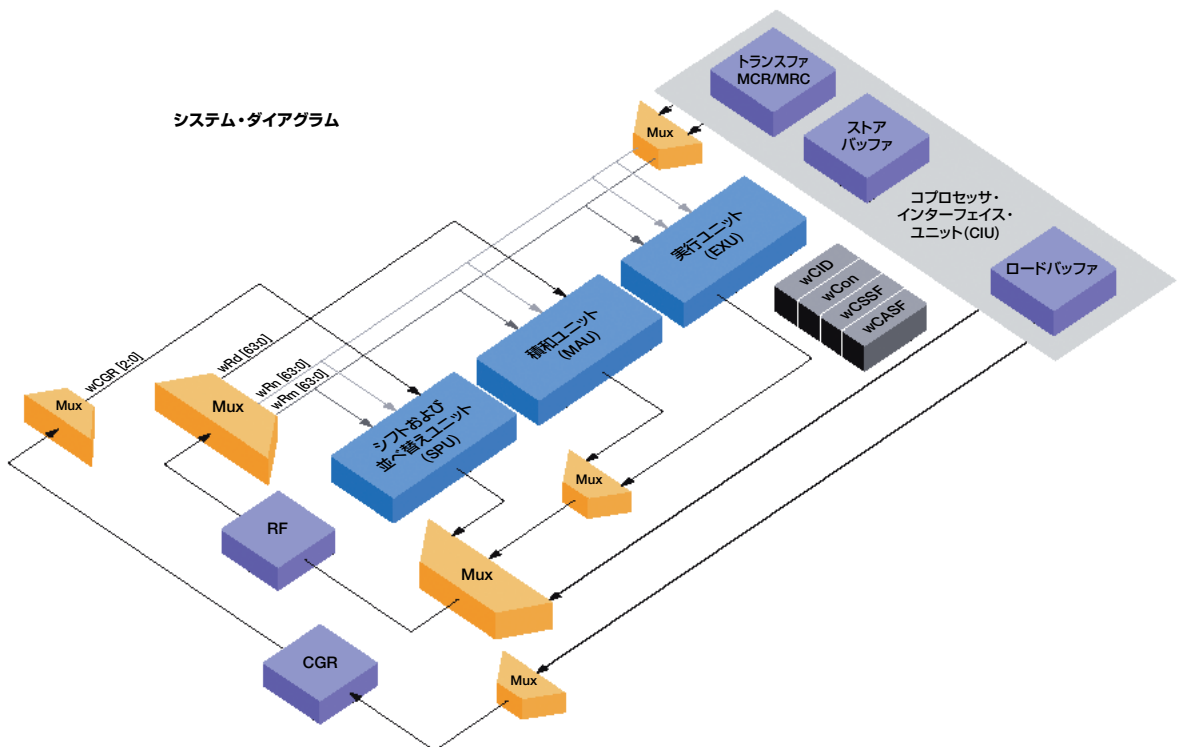 システム・ダイアグラム
トランスファ
MCR/MRC
ストア
バッファ
コプロセッサ・
インターフェイス・
ユニット(CIU)
ロードバッファ
Mux
実行ユニット
(EXU)
wCID
wCon
wCSSF
wCASF
積和ユニット
(MAU)
シフトおよび
並べ替えユニット
(SPU)
wCGR [2:0]
wRd [63:0]
wRn [63:0]
wRm [63:0]
Mux
Mux
Mux
RF
Mux
CGR
Mux